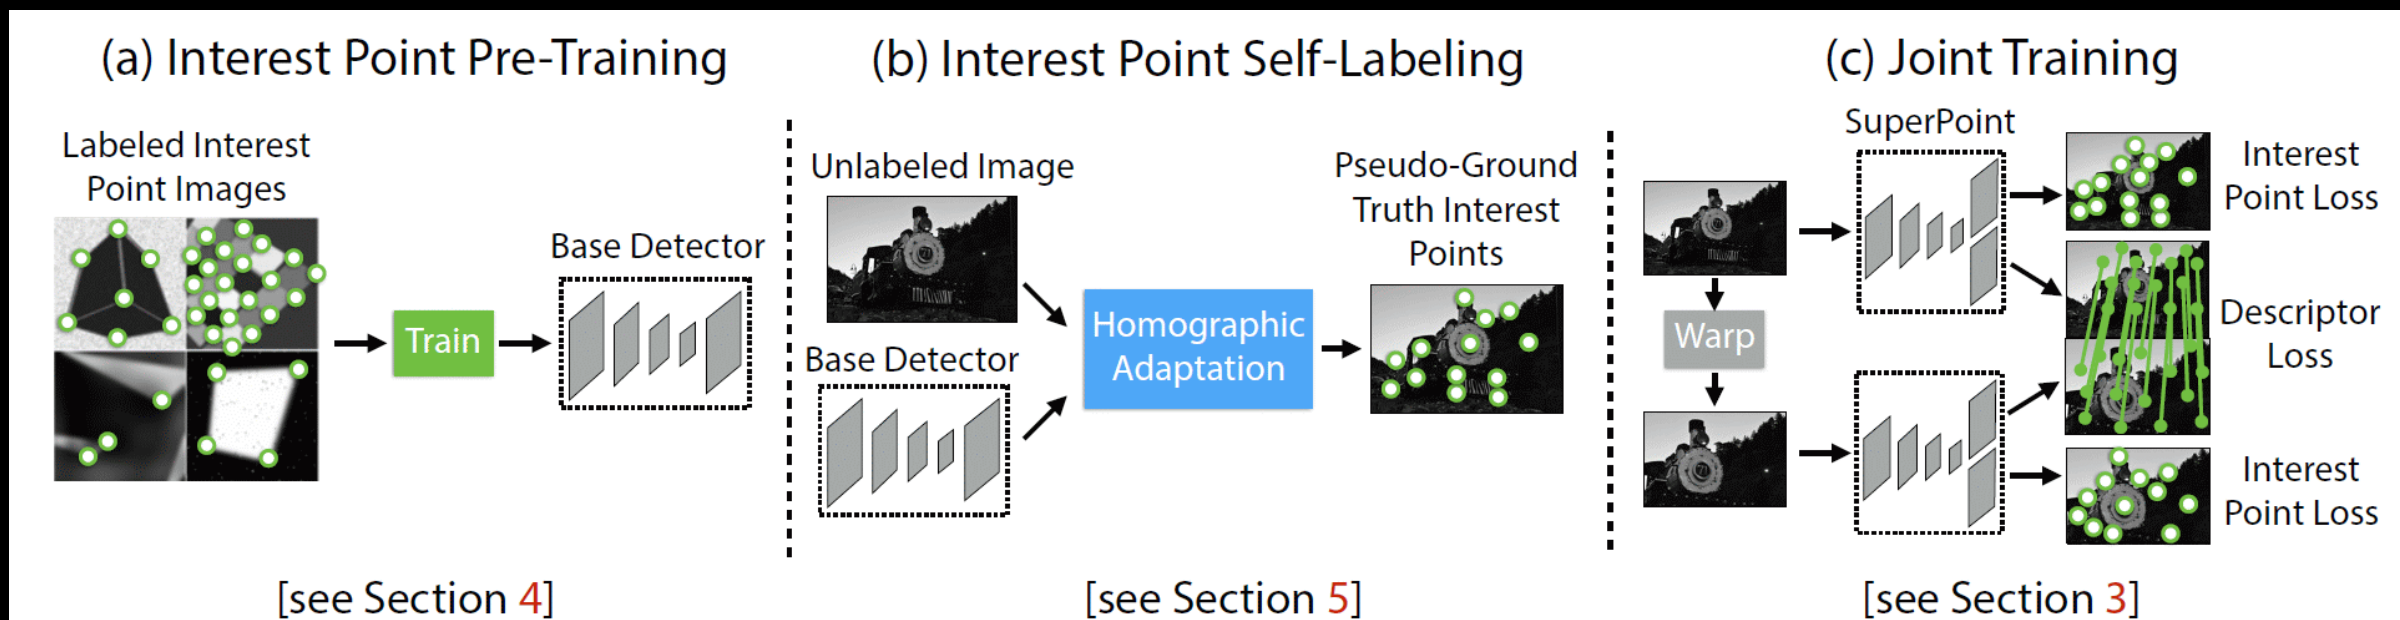 (a) Interest Point Pre-Training
Labeled Interest
Point Images
Train
Base Detector
[see Section 4]
(b) Interest Point Self-Labeling
Unlabeled Image
Base Detector
Homographic
Adaptation
Pseudo-Ground
Truth Interest
Points
[see Section 5]
(c) Joint Training
SuperPoint
Warp
Interest
Point Loss
Descriptor
Loss
Interest
Point Loss
[see Section 3]